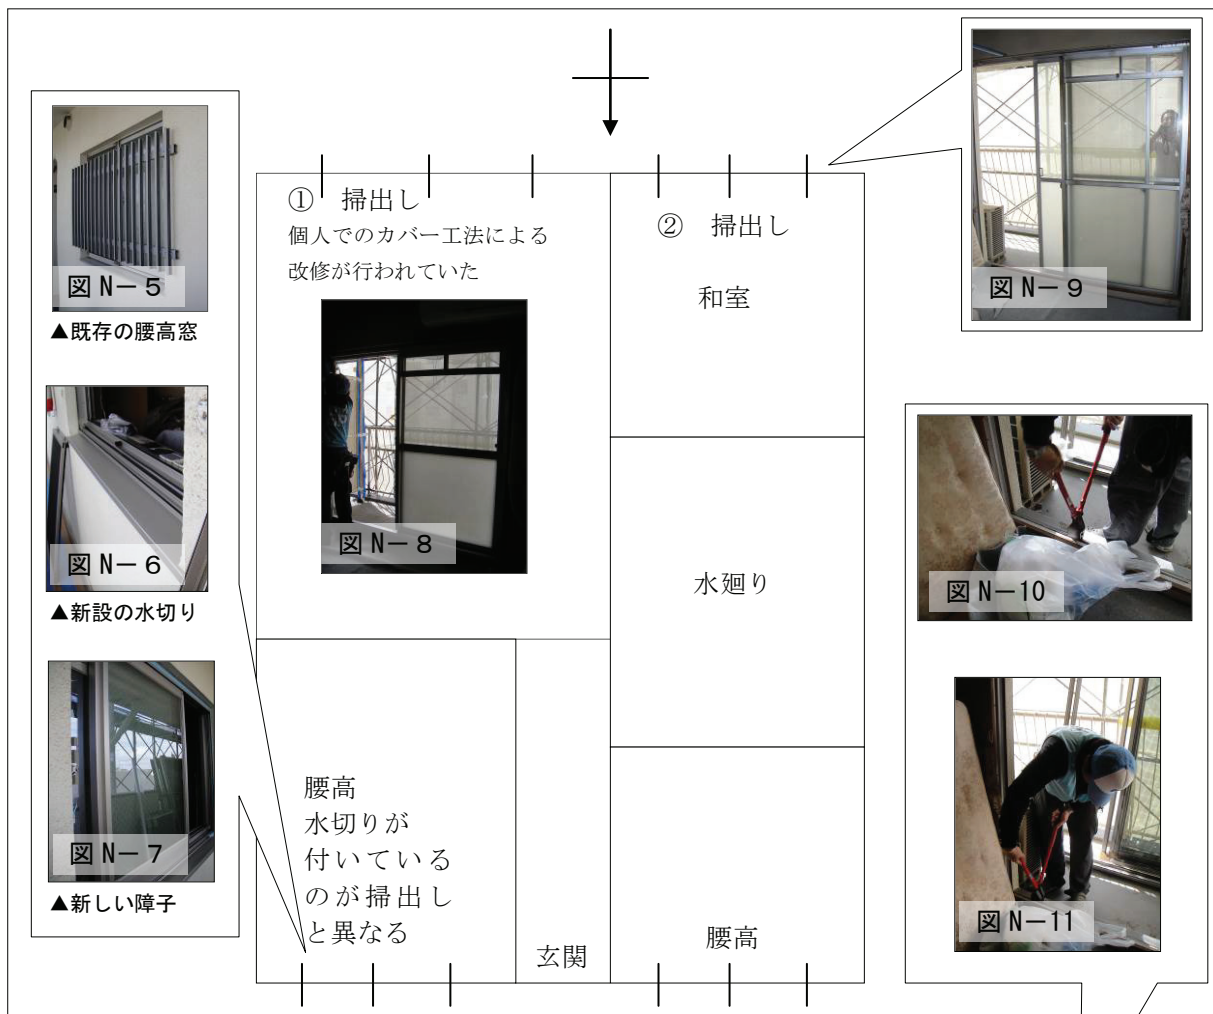 図N－5
▲既存の腰高窓
図N－6
▲新設の水切り
図N－7
▲新しい障子
① 掃出し
個人でのカバー工法による
改修が行われていた
図N－8
② 掃出し
和室
水廻り
腰高
水切りが
付いている
のが掃出し
と異なる
玄関
腰高
図N－9
図N－10
図N－11